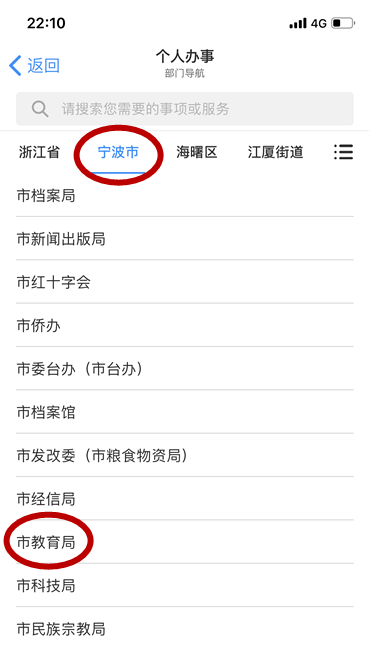 22:10 4G
返回
个人办事
部门导航
请搜索您需要的事项或服务
浙江省 宁波市 海曙区 江厦街道
市档案局
市新闻出版局
市红十字会
市侨办
市委台办（市台办）
市档案馆
市发改委（市粮食物资局）
市经信局
市教育局
市科技局
市民族宗教局